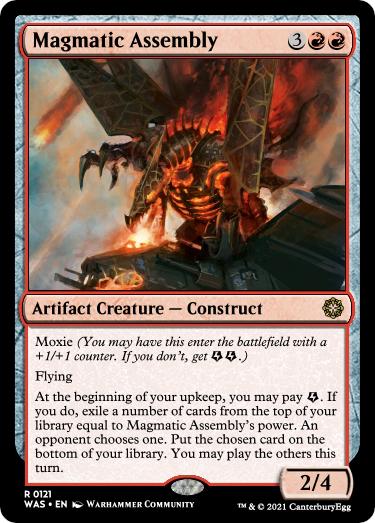 Magmatic Assembly 3
Artifact Creature — Construct
Moxie (You may have this enter the battlefield with a
+1/+1 counter. If you don't, get .)
Flying
At the beginning of your upkeep, you may pay . If
you do, exile a number of cards from the top of your
library equal to Magmatic Assembly's power. An
opponent chooses one. Put the chosen card on the
bottom of your library. You may play the others this
turn.
2/4
R 0121
WAS • EN WARHAMMER COMMUNITY
™ & © 2021 CanterburyEgg